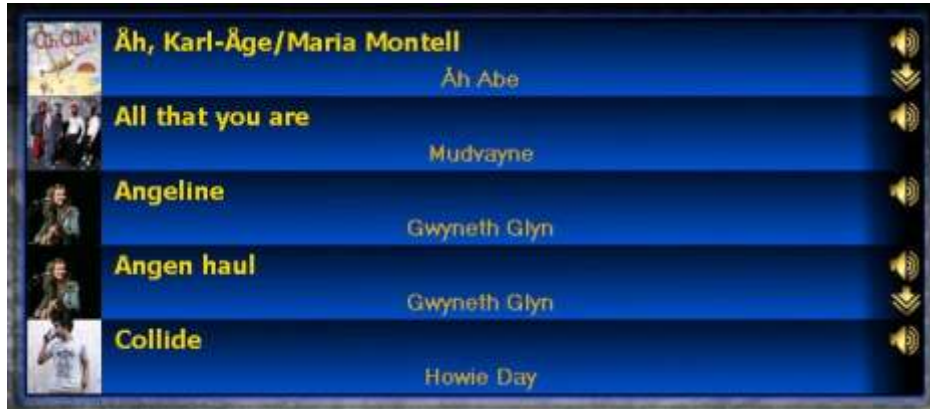 Åh, Karl-Åge/Maria Montell
Åh Abe
All that you are
Mudvayne
Angeline
Gwyneth Glyn
Angen haul
Gwyneth Glyn
Collide
Howie Day